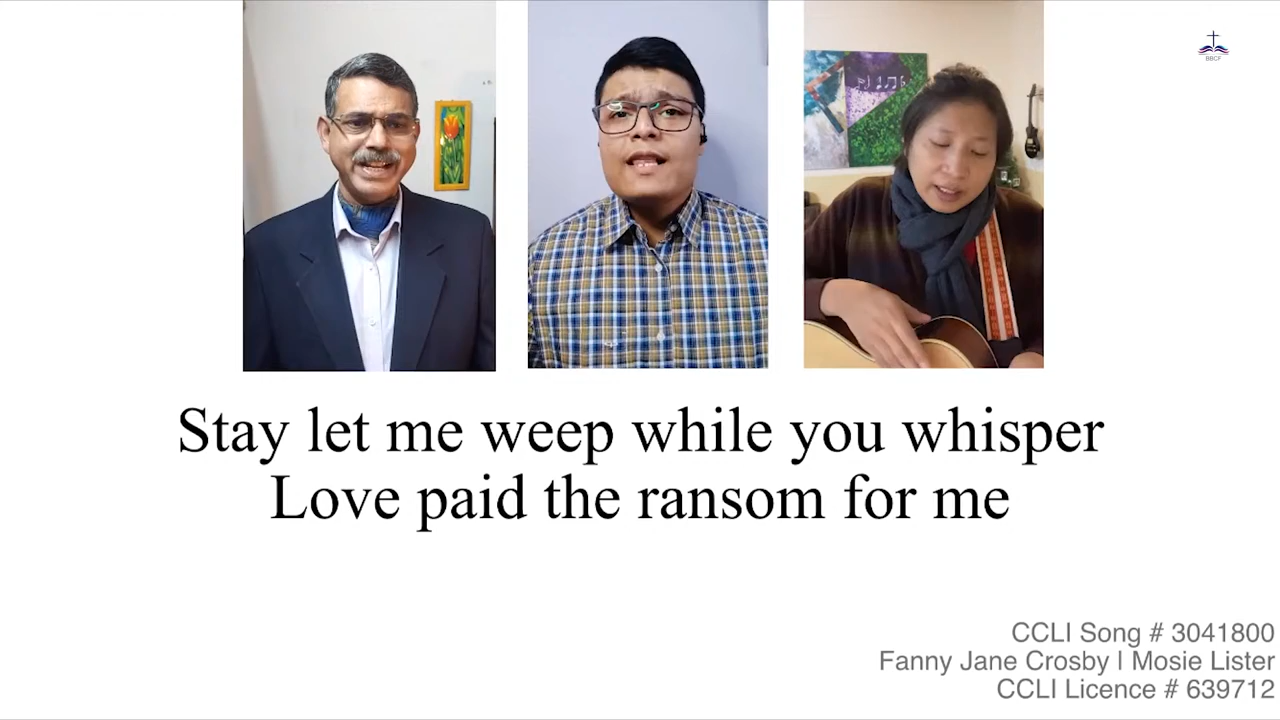 BBCF
Stay let me weep while you whisper
Love paid the ransom for me
CCLI Song # 3041800
Fanny Jane Crosby | Mosie Lister
CCLI Licence # 639712